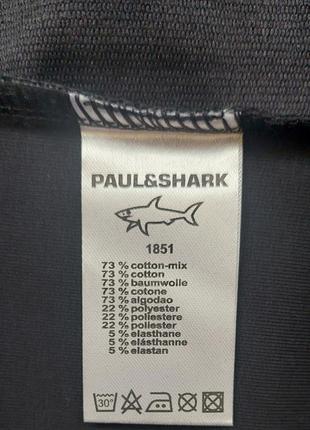 PAUL&SHARK
1851
73 % cotton-mix
73 % cotton
73 % baumwolle
73 % cotone
73 % algodao
22 % polyester
22 % poliestere
22 % poliester
5 % elasthane
5 % elásthanne
5 % elastan
30°